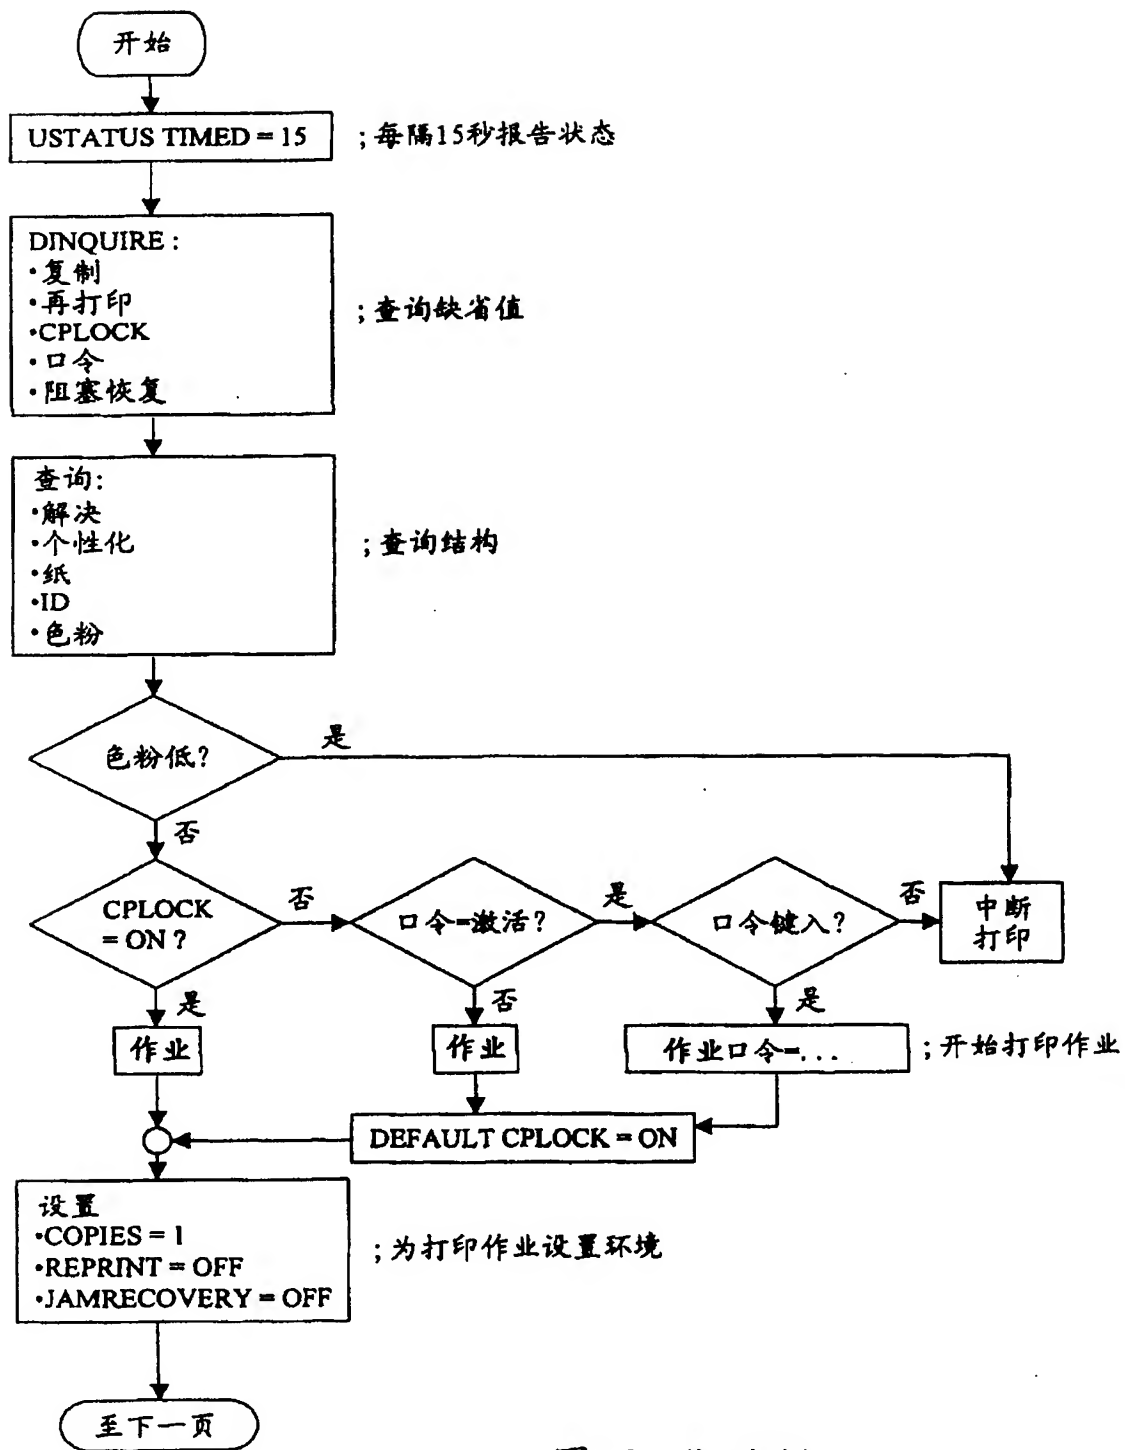 开始
USTATUS TIMED = 15
;每隔15秒报告状态
DINQUIRE :
•复制
•再打印
•CPLOCK
•口令
•阻塞恢复
;查询缺省值
查询:
•解决
•个性化
•纸
•ID
•色粉
;查询结构
色粉低?
是
否
CPLOCK
= ON ?
否
口令=激活?
是
口令键入?
否
中断
打印
是
作业
否
作业
是
作业口令=...
;开始打印作业
DEFAULT CPLOCK = ON
设置
•COPIES = 1
•REPRINT = OFF
•JAMRECOVERY = OFF
;为打印作业设置环境
至下一页
图